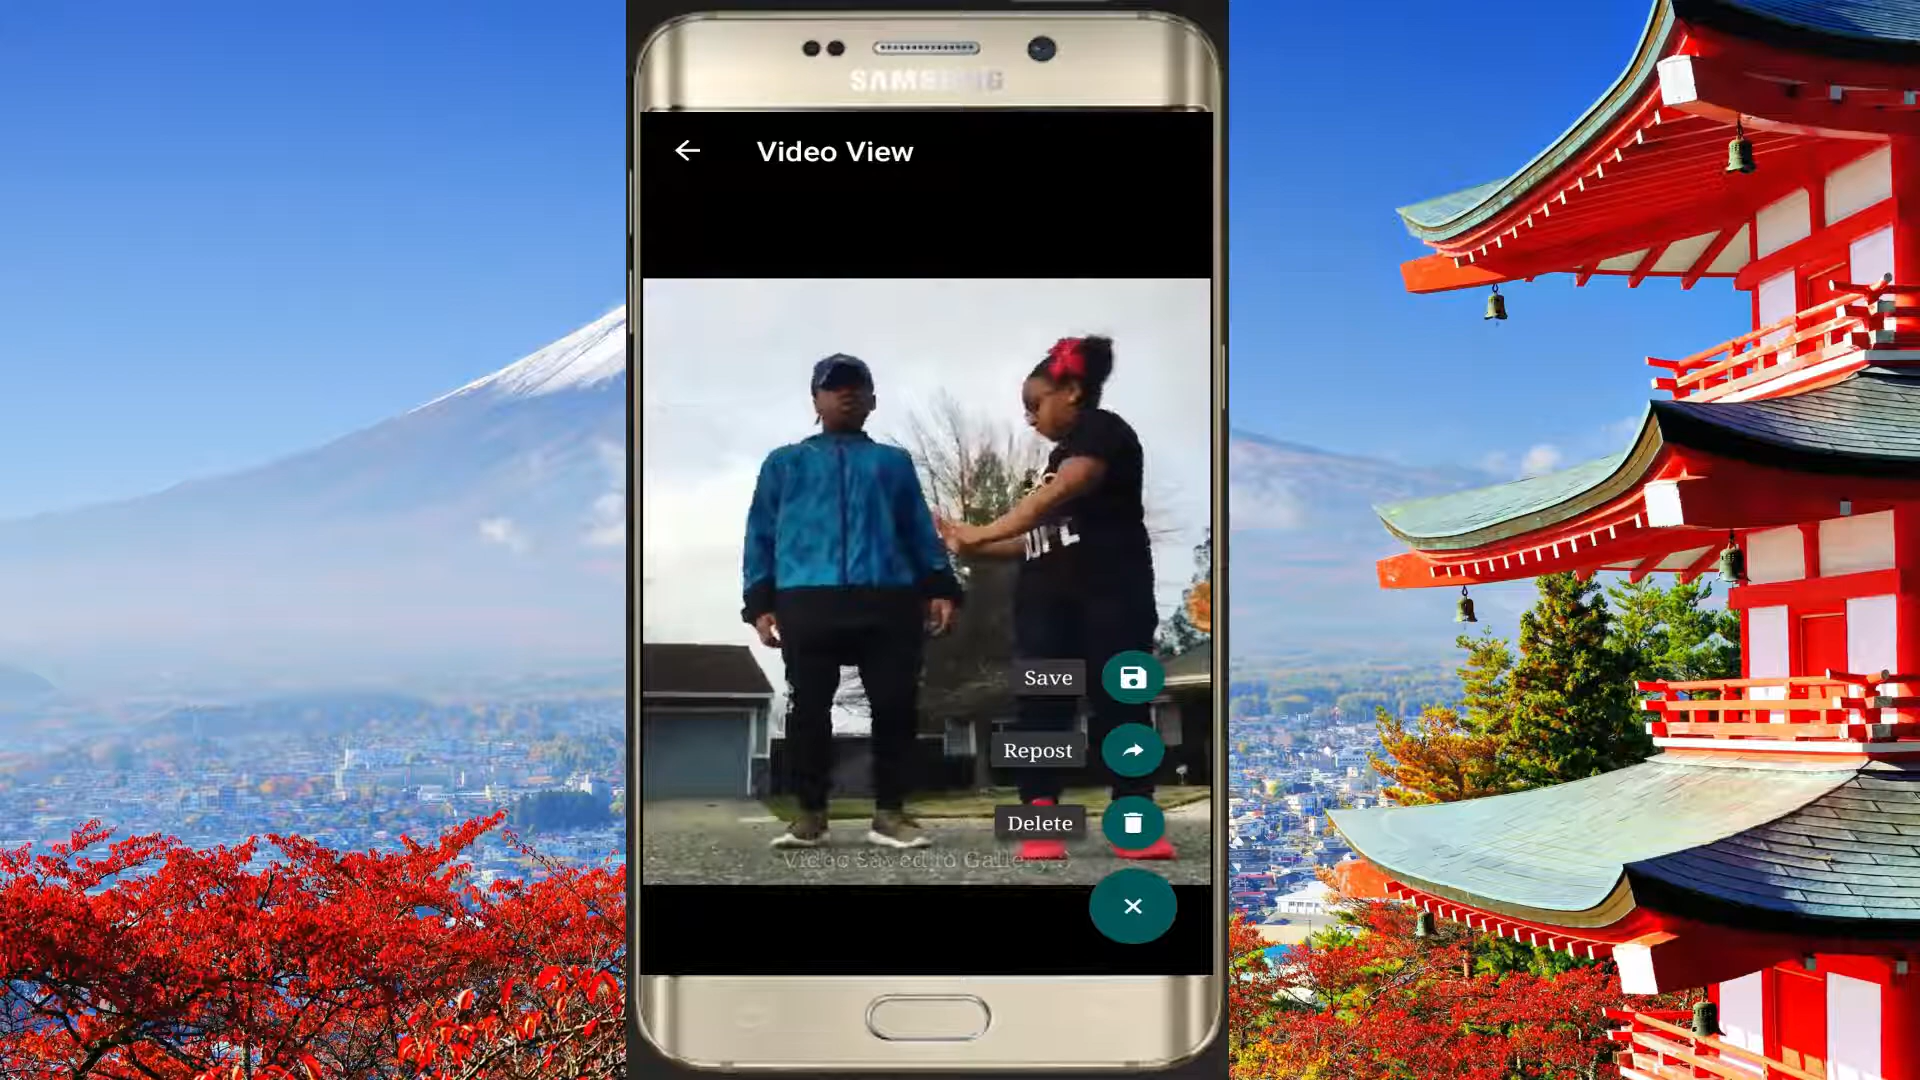 SAMSUNG
Video View
Save
Repost
Delete
Video Saved to Gallery :)